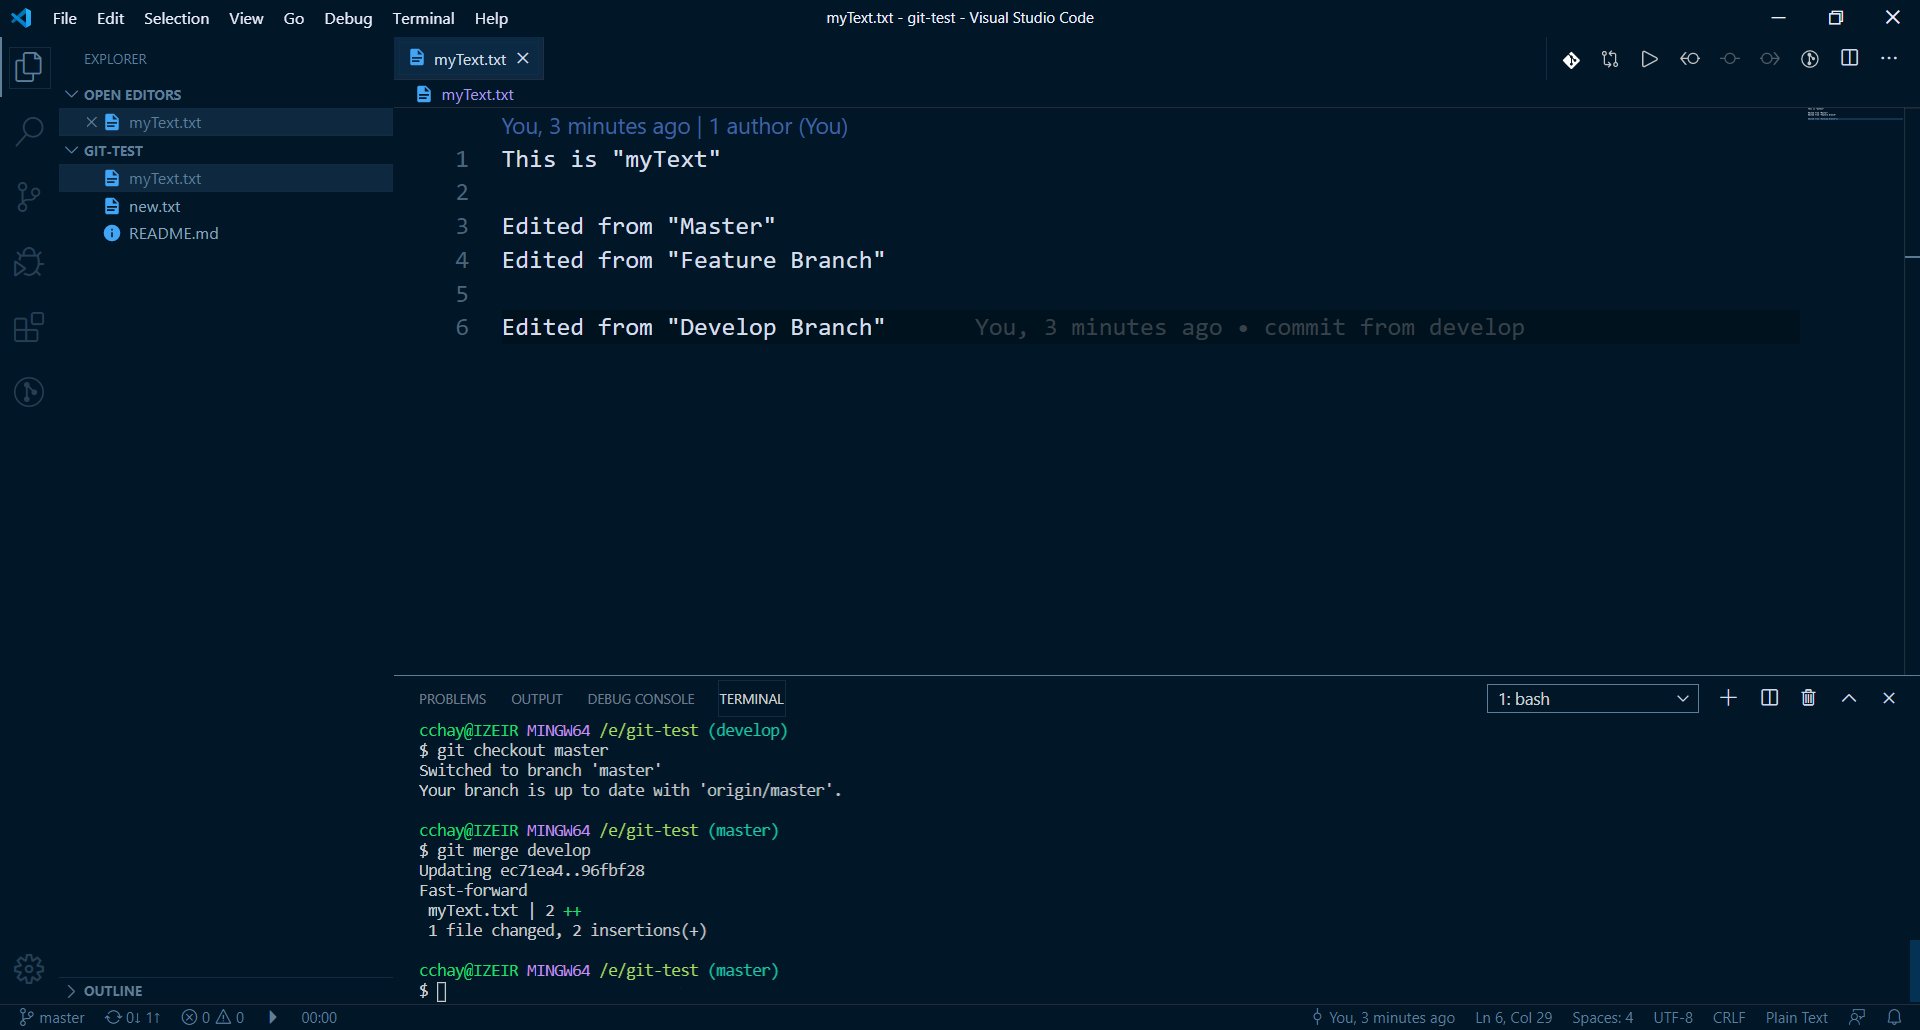 File Edit Selection View Go Debug Terminal Help
myText.txt - git-test - Visual Studio Code
EXPLORER
OPEN EDITORS
myText.txt
GIT-TEST
myText.txt
new.txt
README.md
OUTLINE
myText.txt
myText.txt
You, 3 minutes ago | 1 author (You)
1 This is "myText"
2
3 Edited from "Master"
4 Edited from "Feature Branch"
5
6 Edited from "Develop Branch" You, 3 minutes ago • commit from develop
PROBLEMS OUTPUT DEBUG CONSOLE TERMINAL 1: bash
cchay@IZEIR MINGW64 /e/git-test (develop)
$ git checkout master
Switched to branch 'master'
Your branch is up to date with 'origin/master'.
cchay@IZEIR MINGW64 /e/git-test (master)
$ git merge develop
Updating ec71ea4..96fbf28
Fast-forward
myText.txt | 2 ++
1 file changed, 2 insertions(+)
cchay@IZEIR MINGW64 /e/git-test (master)
$
master 0↓ 1↑ 0 0 00:00 You, 3 minutes ago Ln 6, Col 29 Spaces: 4 UTF-8 CRLF Plain Text